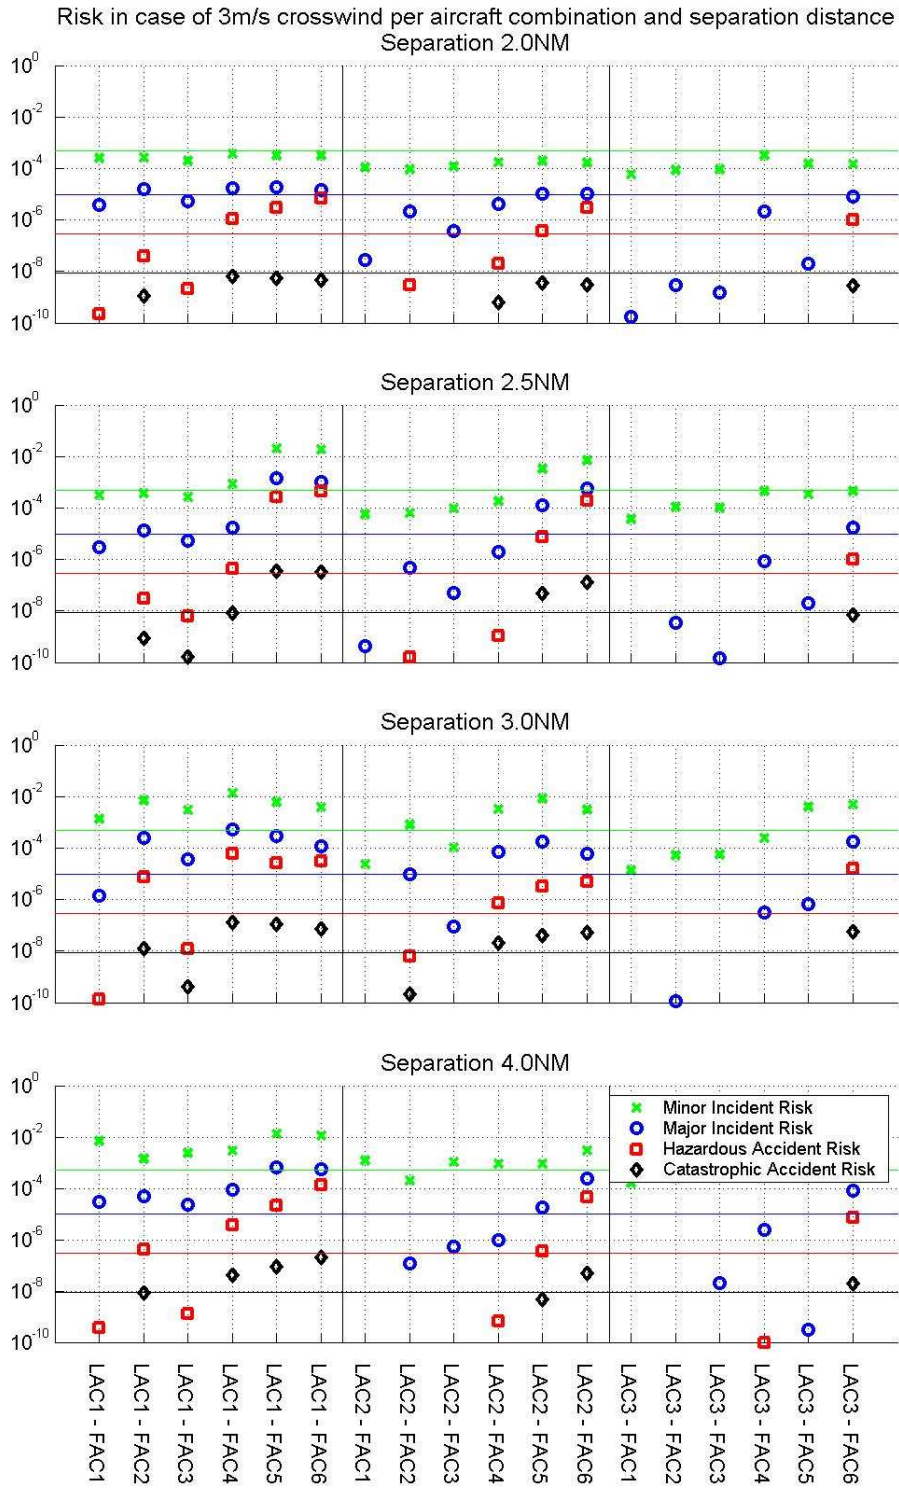 Risk in case of 3m/s crosswind per aircraft combination and separation distance
Separation 2.0NM
10^0
10^-2
10^-4
10^-6
10^-8
10^-10
Separation 2.5NM
10^0
10^-2
10^-4
10^-6
10^-8
10^-10
Separation 3.0NM
10^0
10^-2
10^-4
10^-6
10^-8
10^-10
Separation 4.0NM
10^0
10^-2
10^-4
10^-6
10^-8
10^-10
Minor Incident Risk
Major Incident Risk
Hazardous Accident Risk
Catastrophic Accident Risk
LAC1 - FAC1
LAC1 - FAC2
LAC1 - FAC3
LAC1 - FAC4
LAC1 - FAC5
LAC1 - FAC6
LAC2 - FAC1
LAC2 - FAC2
LAC2 - FAC3
LAC2 - FAC4
LAC2 - FAC5
LAC2 - FAC6
LAC3 - FAC1
LAC3 - FAC2
LAC3 - FAC3
LAC3 - FAC4
LAC3 - FAC5
LAC3 - FAC6